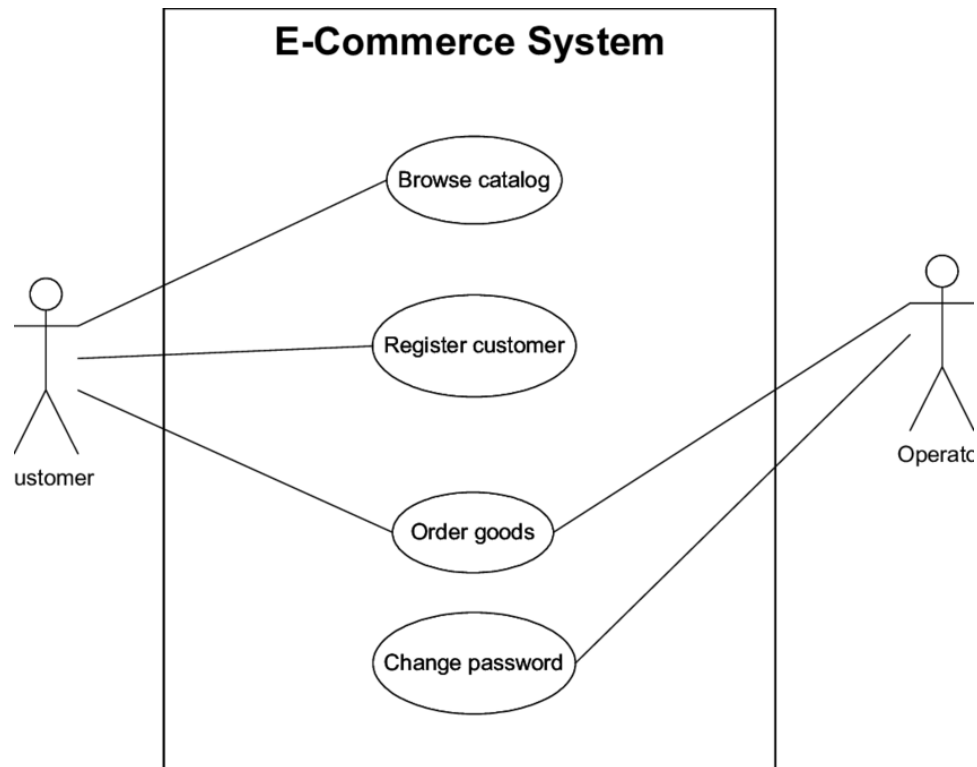 E-Commerce System
Browse catalog
Register customer
ustomer
Operato
Order goods
Change password